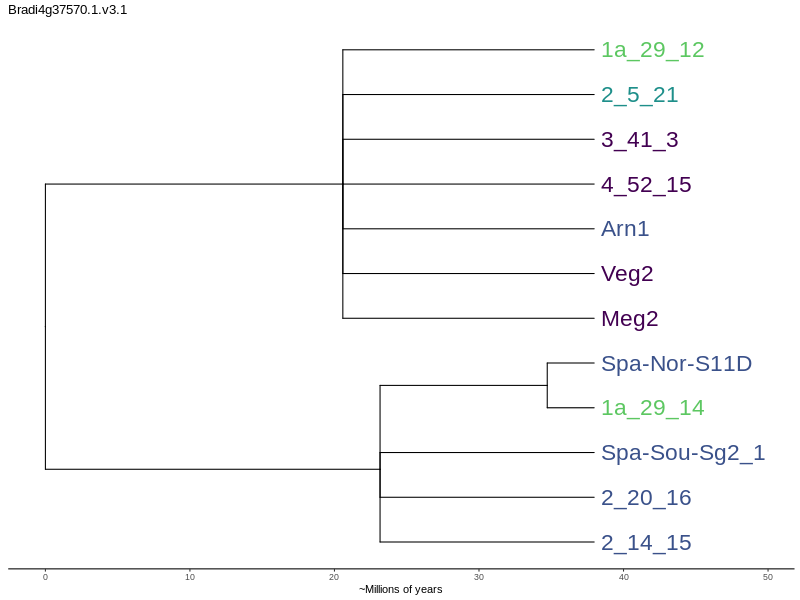 Bradi4g37570.1.v3.1
1a_29_12
2_5_21
3_41_3
4_52_15
Arn1
Veg2
Meg2
Spa-Nor-S11D
1a_29_14
Spa-Sou-Sg2_1
2_20_16
2_14_15
0 10 20 30 40 50
~Millions of years